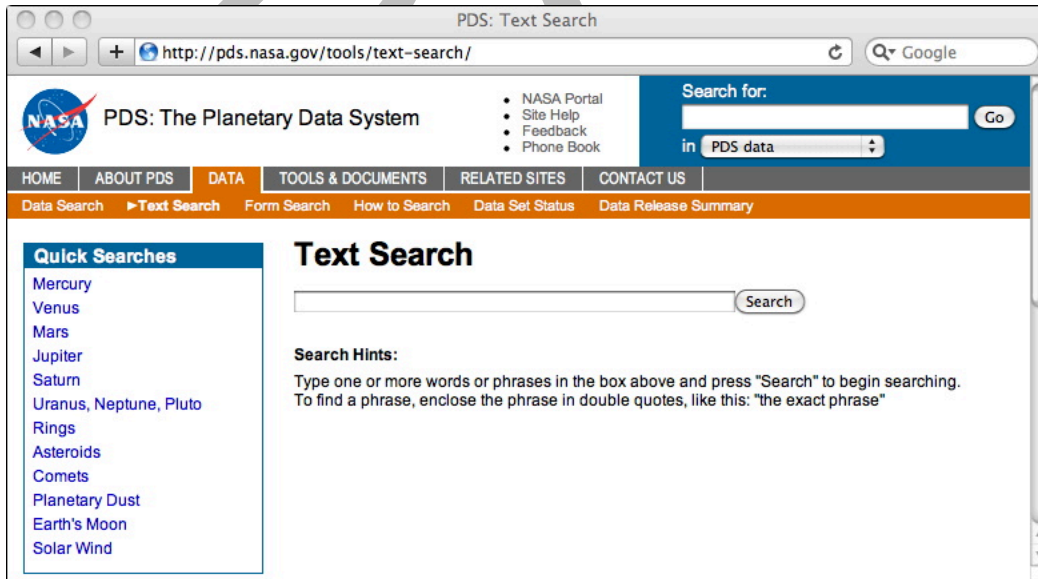 PDS: Text Search
http://pds.nasa.gov/tools/text-search/
Google
NASA
PDS: The Planetary Data System
• NASA Portal
• Site Help
• Feedback
• Phone Book
Search for:
Go
in PDS data
HOME ABOUT PDS DATA TOOLS & DOCUMENTS RELATED SITES CONTACT US
Data Search ►Text Search Form Search How to Search Data Set Status Data Release Summary
Quick Searches
Mercury
Venus
Mars
Jupiter
Saturn
Uranus, Neptune, Pluto
Rings
Asteroids
Comets
Planetary Dust
Earth's Moon
Solar Wind
Text Search
Search
Search Hints:
Type one or more words or phrases in the box above and press "Search" to begin searching.
To find a phrase, enclose the phrase in double quotes, like this: "the exact phrase"